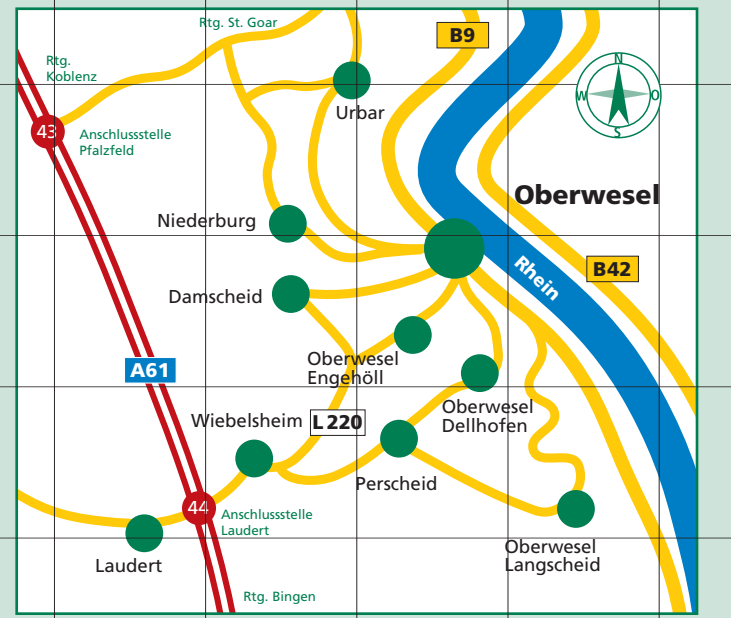 Rtg. St. Goar
B9
Rtg.
Koblenz
N
W
O
S
Urbar
43
Anschlussstelle
Pfalzfeld
Oberwesel
Niederburg
Rhein
B42
Damscheid
Oberwesel
Engehöll
A61
Oberwesel
Dellhofen
Wiebelsheim
L 220
Perscheid
44
Anschlussstelle
Laudert
Oberwesel
Langscheid
Laudert
Rtg. Bingen